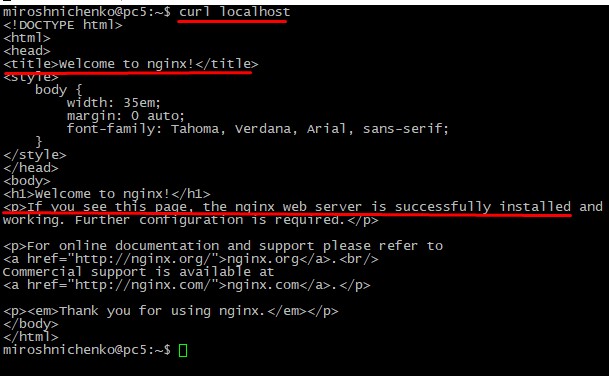 miroshnichenko@pc5:~$ curl localhost
<!DOCTYPE html>
<html>
<head>
<title>Welcome to nginx!</title>
<style>
    body {
        width: 35em;
        margin: 0 auto;
        font-family: Tahoma, Verdana, Arial, sans-serif;
    }
</style>
</head>
<body>
<h1>Welcome to nginx!</h1>
<p>If you see this page, the nginx web server is successfully installed and
working. Further configuration is required.</p>

<p>For online documentation and support please refer to
<a href="http://nginx.org/">nginx.org</a>.<br/>
Commercial support is available at
<a href="http://nginx.com/">nginx.com</a>.</p>

<p><em>Thank you for using nginx.</em></p>
</body>
</html>
miroshnichenko@pc5:~$